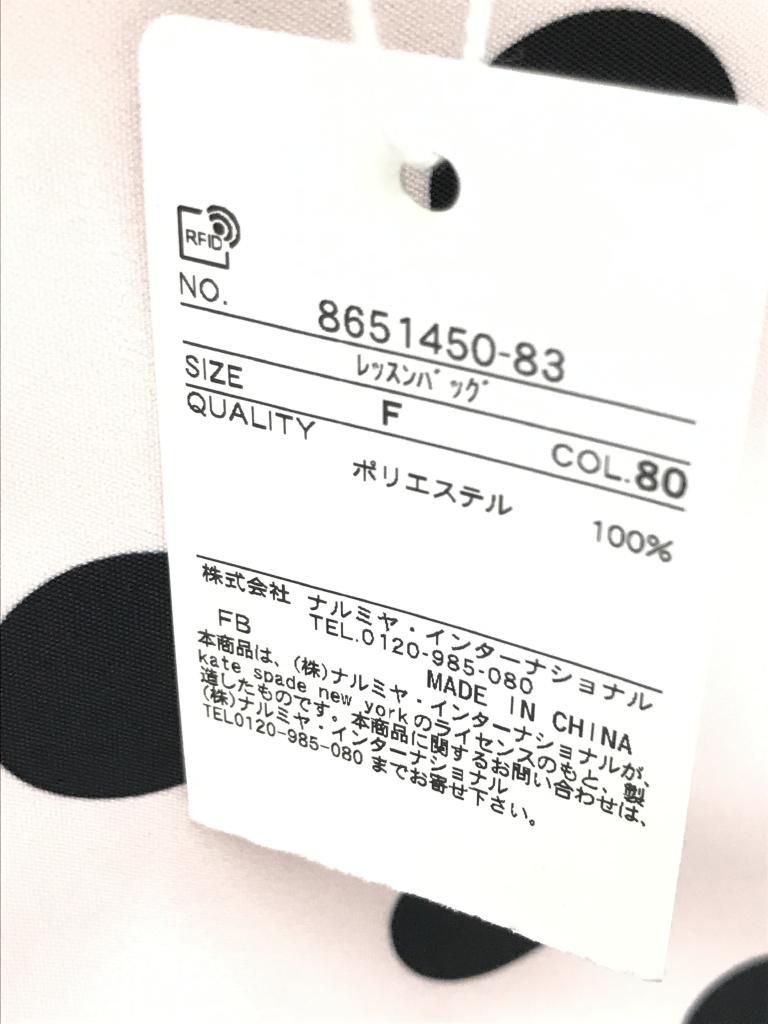 RFID
NO. 8651450-83
レッスンバッグ
SIZE F COL.80
QUALITY
ポリエステル 100%
株式会社 ナルミヤ・インターナショナル
TEL.0120-985-080
FB MADE IN CHINA
本商品は、(株)ナルミヤ・インターナショナルが、
kate spade new yorkのライセンスのもと、製
造したものです。本商品に関するお問い合わせは、
(株)ナルミヤ・インターナショナル
TEL0120-985-080 までお寄せ下さい。